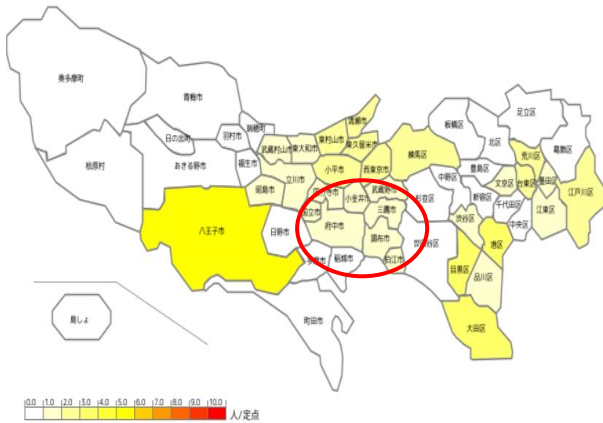 奥多摩町
青梅市
瑞穂町
日の出町
羽村市
武蔵村山市
東大和市
東村山市
清瀬市
東久留米市
檜原村
あきる野市
福生市
昭島市
立川市
小平市
西東京市
練馬区
板橋区
北区
足立区
葛飾区
荒川区
豊島区
文京区
台東区
墨田区
江戸川区
中野区
杉並区
新宿区
千代田区
中央区
江東区
武蔵野市
小金井市
国立市
府中市
三鷹市
調布市
狛江市
世田谷区
渋谷区
港区
目黒区
品川区
大田区
八王子市
日野市
多摩市
稲城市
町田市
島しょ
0.0 1.0 2.0 3.0 4.0 5.0 6.0 7.0 8.0 9.0 10.0
人/定点